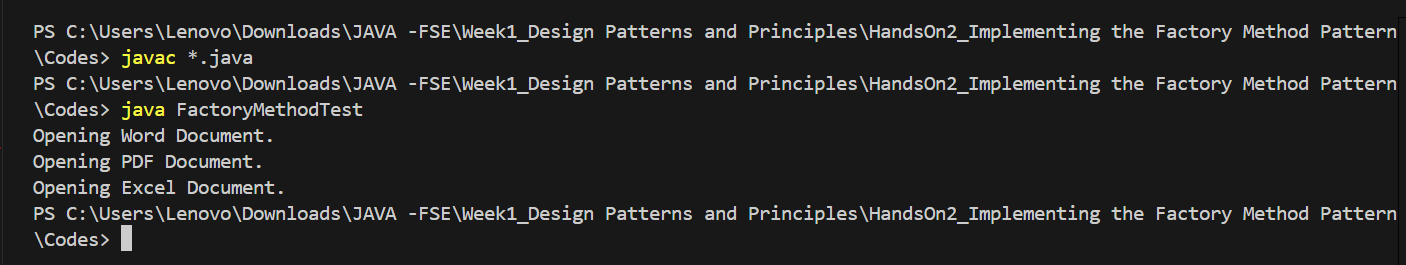 PS C:\Users\Lenovo\Downloads\JAVA -FSE\Week1_Design Patterns and Principles\HandsOn2_Implementing the Factory Method Pattern
\Codes> javac *.java
PS C:\Users\Lenovo\Downloads\JAVA -FSE\Week1_Design Patterns and Principles\HandsOn2_Implementing the Factory Method Pattern
\Codes> java FactoryMethodTest
Opening Word Document.
Opening PDF Document.
Opening Excel Document.
PS C:\Users\Lenovo\Downloads\JAVA -FSE\Week1_Design Patterns and Principles\HandsOn2_Implementing the Factory Method Pattern
\Codes>